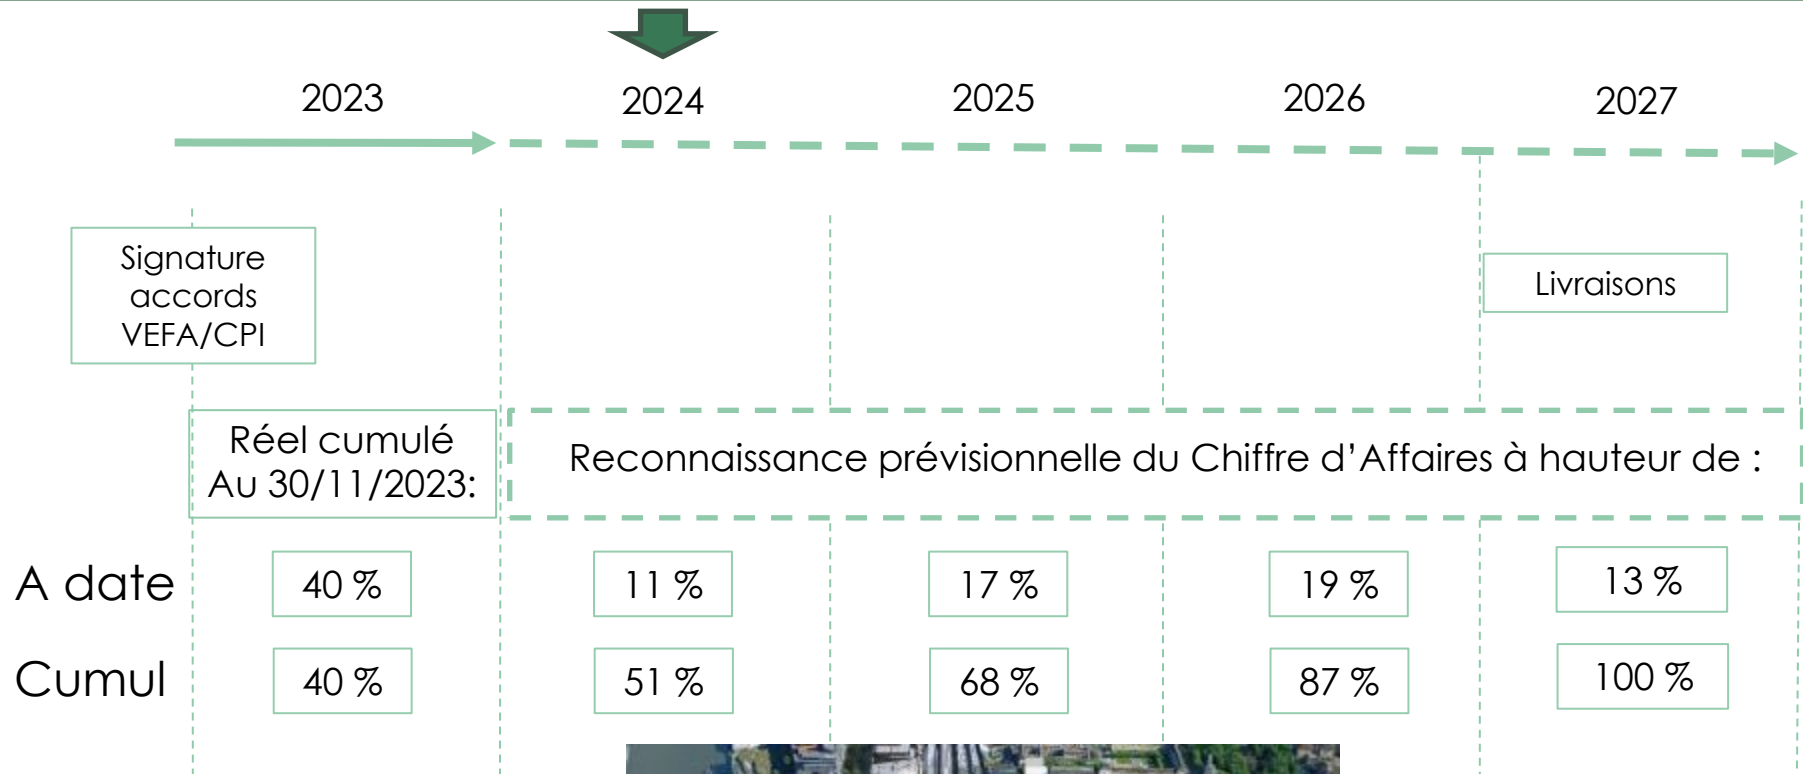 2023 2024 2025 2026 2027
Signature
accords
VEFA/CPI
Livraisons
Réel cumulé
Au 30/11/2023:
Reconnaissance prévisionnelle du Chiffre d’Affaires à hauteur de :
A date 40 % 11 % 17 % 19 % 13 %
Cumul 40 % 51 % 68 % 87 % 100 %